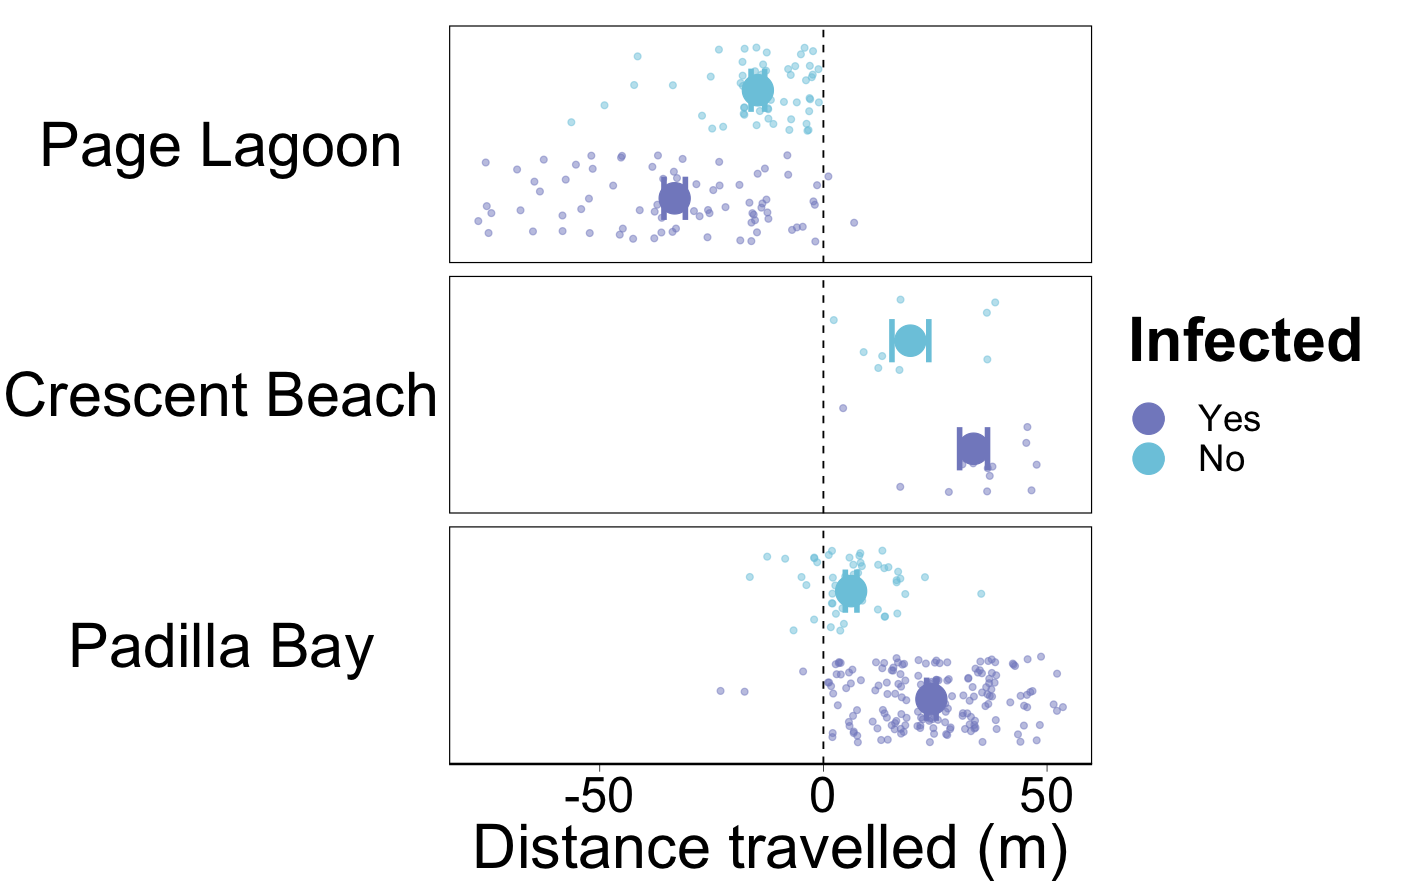 Page Lagoon
Crescent Beach
Padilla Bay
-50 0 50
Distance travelled (m)
Infected
Yes
No